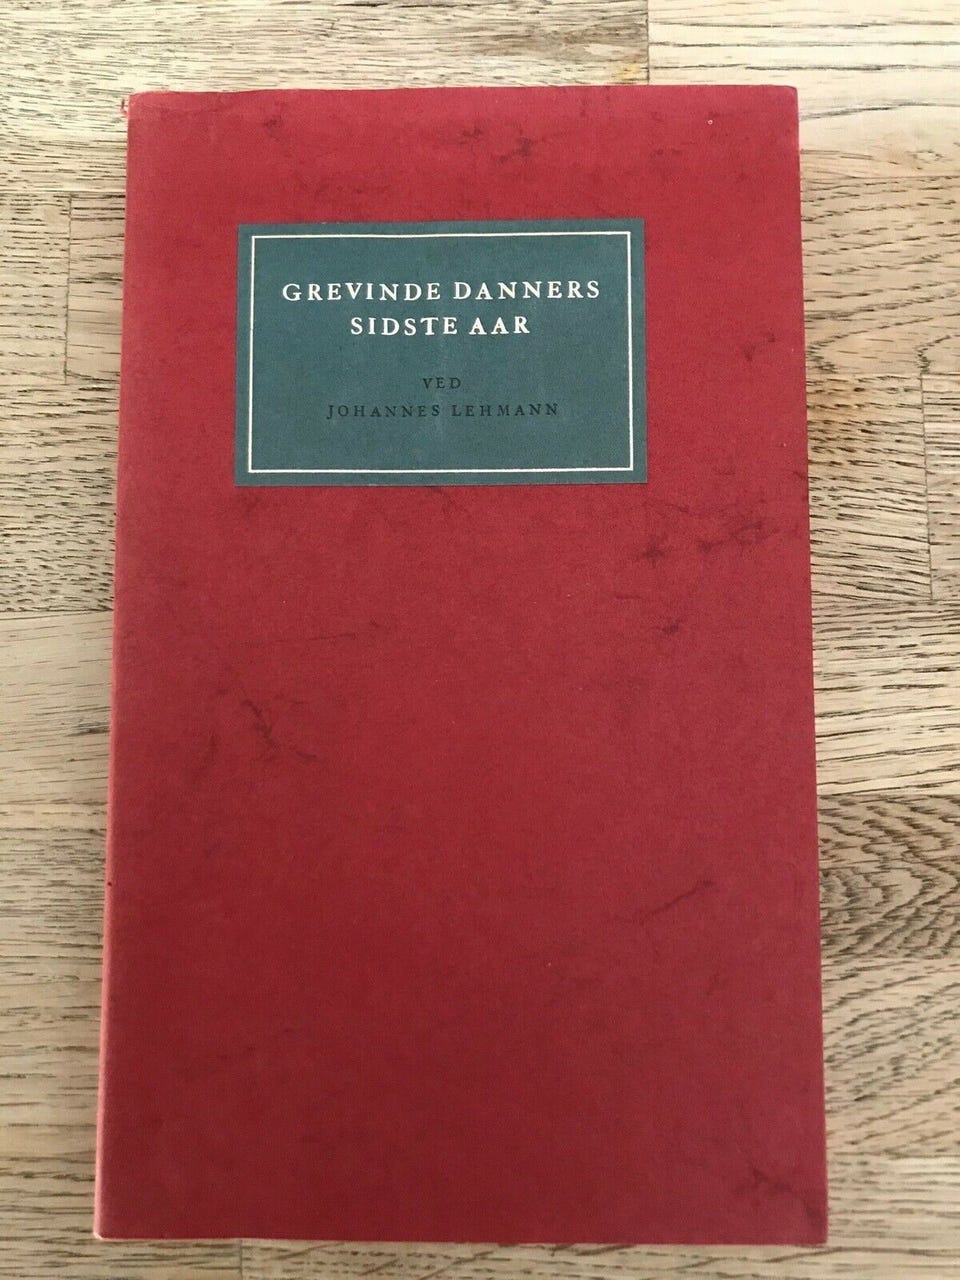 GREVINDE DANNERS
SIDSTE AAR
VED
JOHANNES LEHMANN